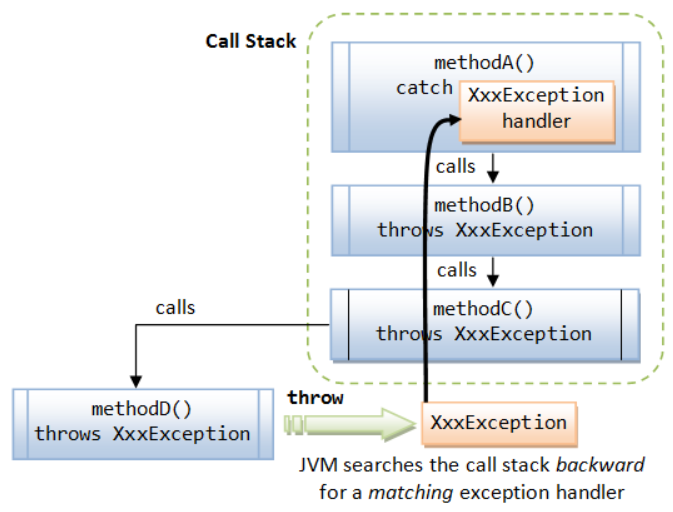 Call Stack
methodA()
catch
XxxException
handler
calls
methodB()
throws XxxException
calls
methodC()
throws XxxException
calls
methodD()
throws XxxException
throw
XxxException
JVM searches the call stack backward
for a matching exception handler